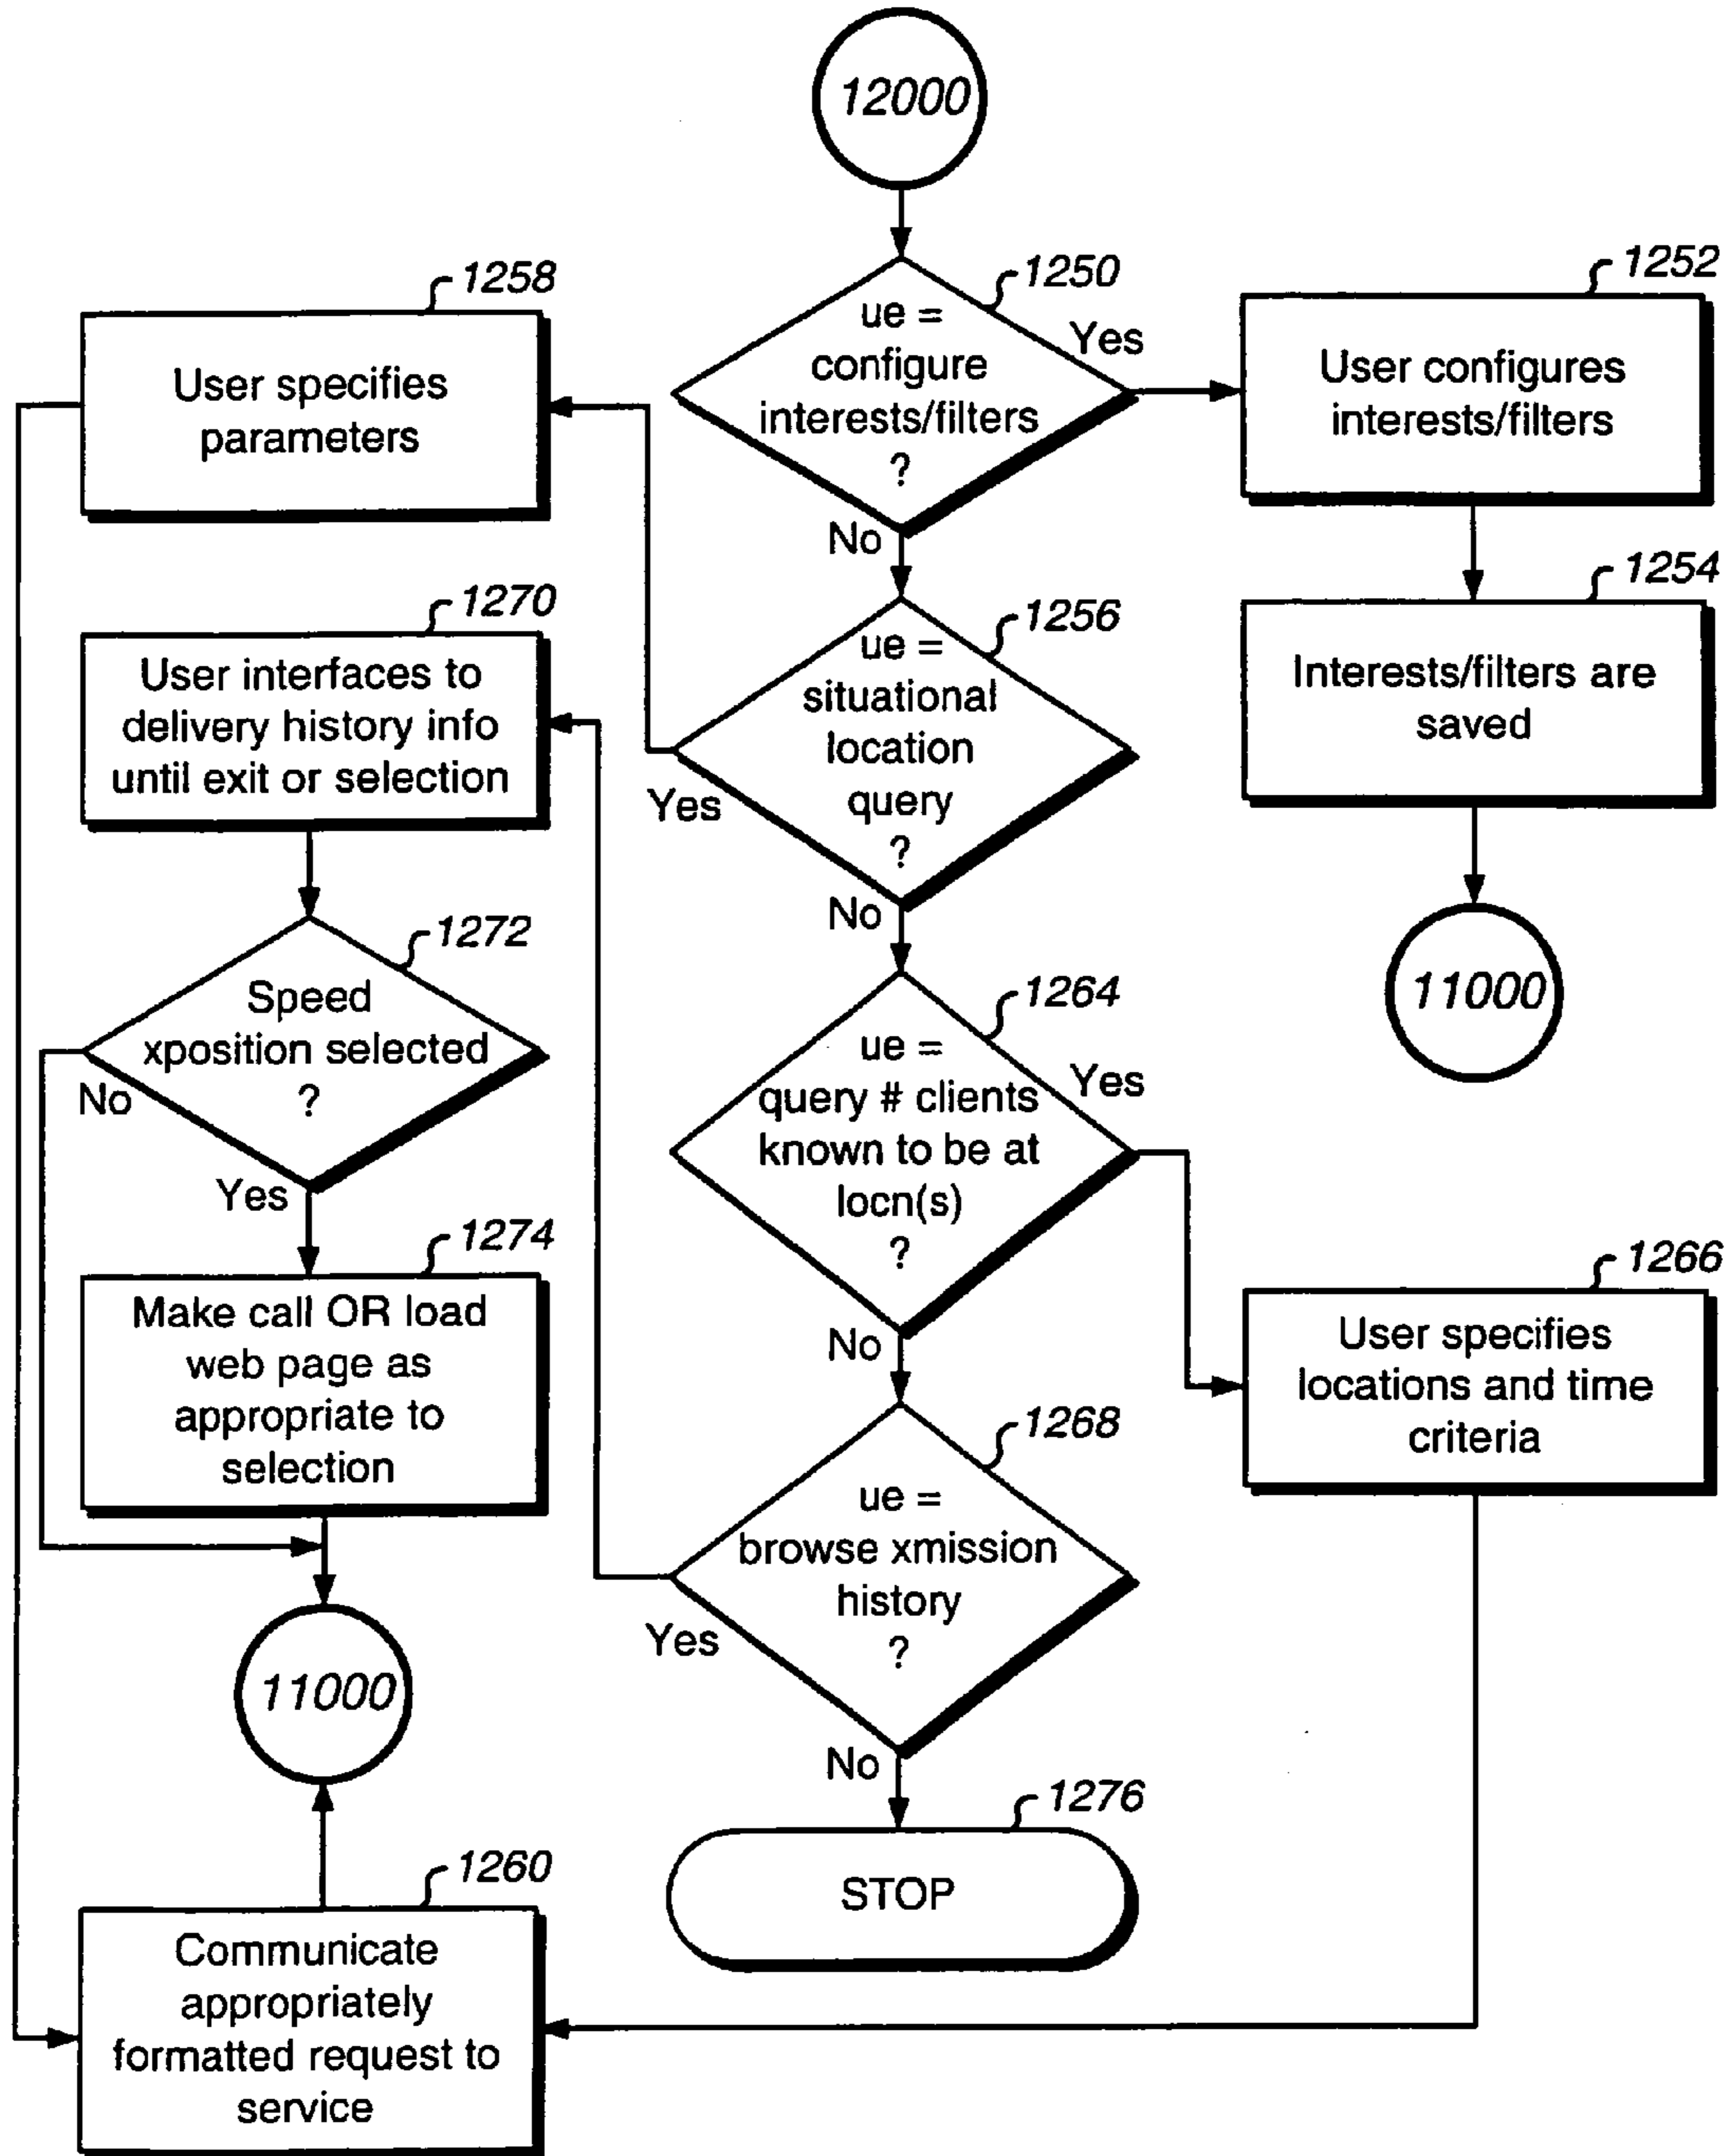 12000
1250
ue =
configure
interests/filters
?
Yes
No
1252
User configures
interests/filters
1258
User specifies
parameters
1254
Interests/filters are
saved
11000
1256
ue =
situational
location
query
?
Yes
No
1270
User interfaces to
delivery history info
until exit or selection
1272
Speed
xposition selected
?
No
Yes
1274
Make call OR load
web page as
appropriate to
selection
11000
1264
ue =
query # clients
known to be at
locn(s)
?
Yes
No
1266
User specifies
locations and time
criteria
1268
ue =
browse xmission
history
?
Yes
No
1276
STOP
1260
Communicate
appropriately
formatted request to
service